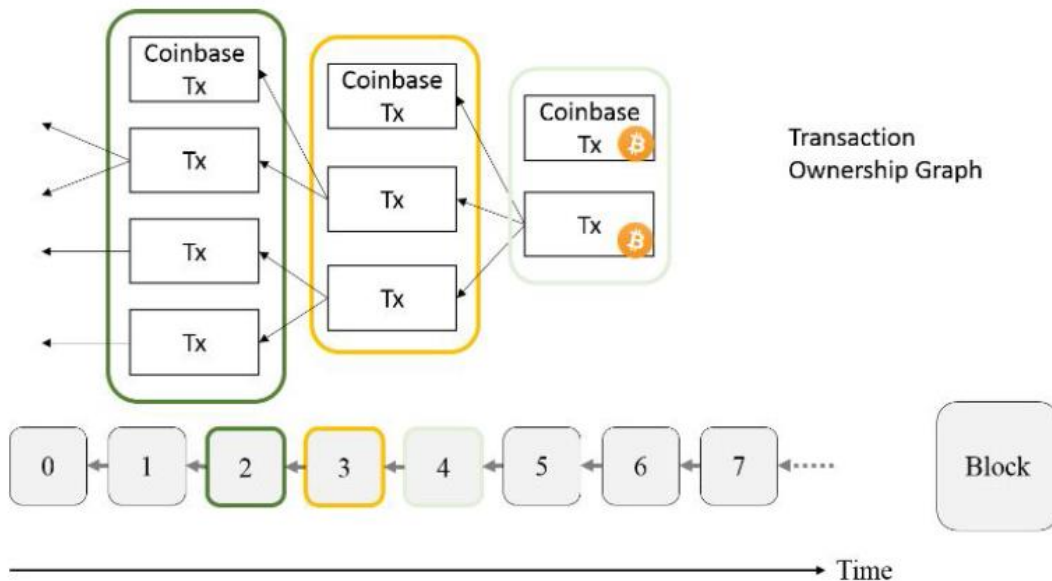 Coinbase
Tx
Tx
Tx
Tx
Coinbase
Tx
Tx
Tx
Coinbase
Tx
Tx
Transaction
Ownership Graph
0
1
2
3
4
5
6
7
Block
Time